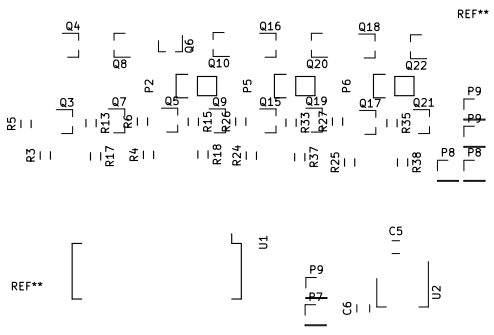 REF**
Q4
Q16
Q18
Q6
Q8
Q10
Q20
Q22
P2
P5
P6
P9
Q3
Q7
Q5
Q9
Q15
Q19
Q17
Q21
R5
R13
R6
R15
R26
R33
R27
R35
P9
R3
R17
R4
R18
R24
R37
R25
R38
P8
P8
C5
U1
P9
REF**
U2
P7
C6